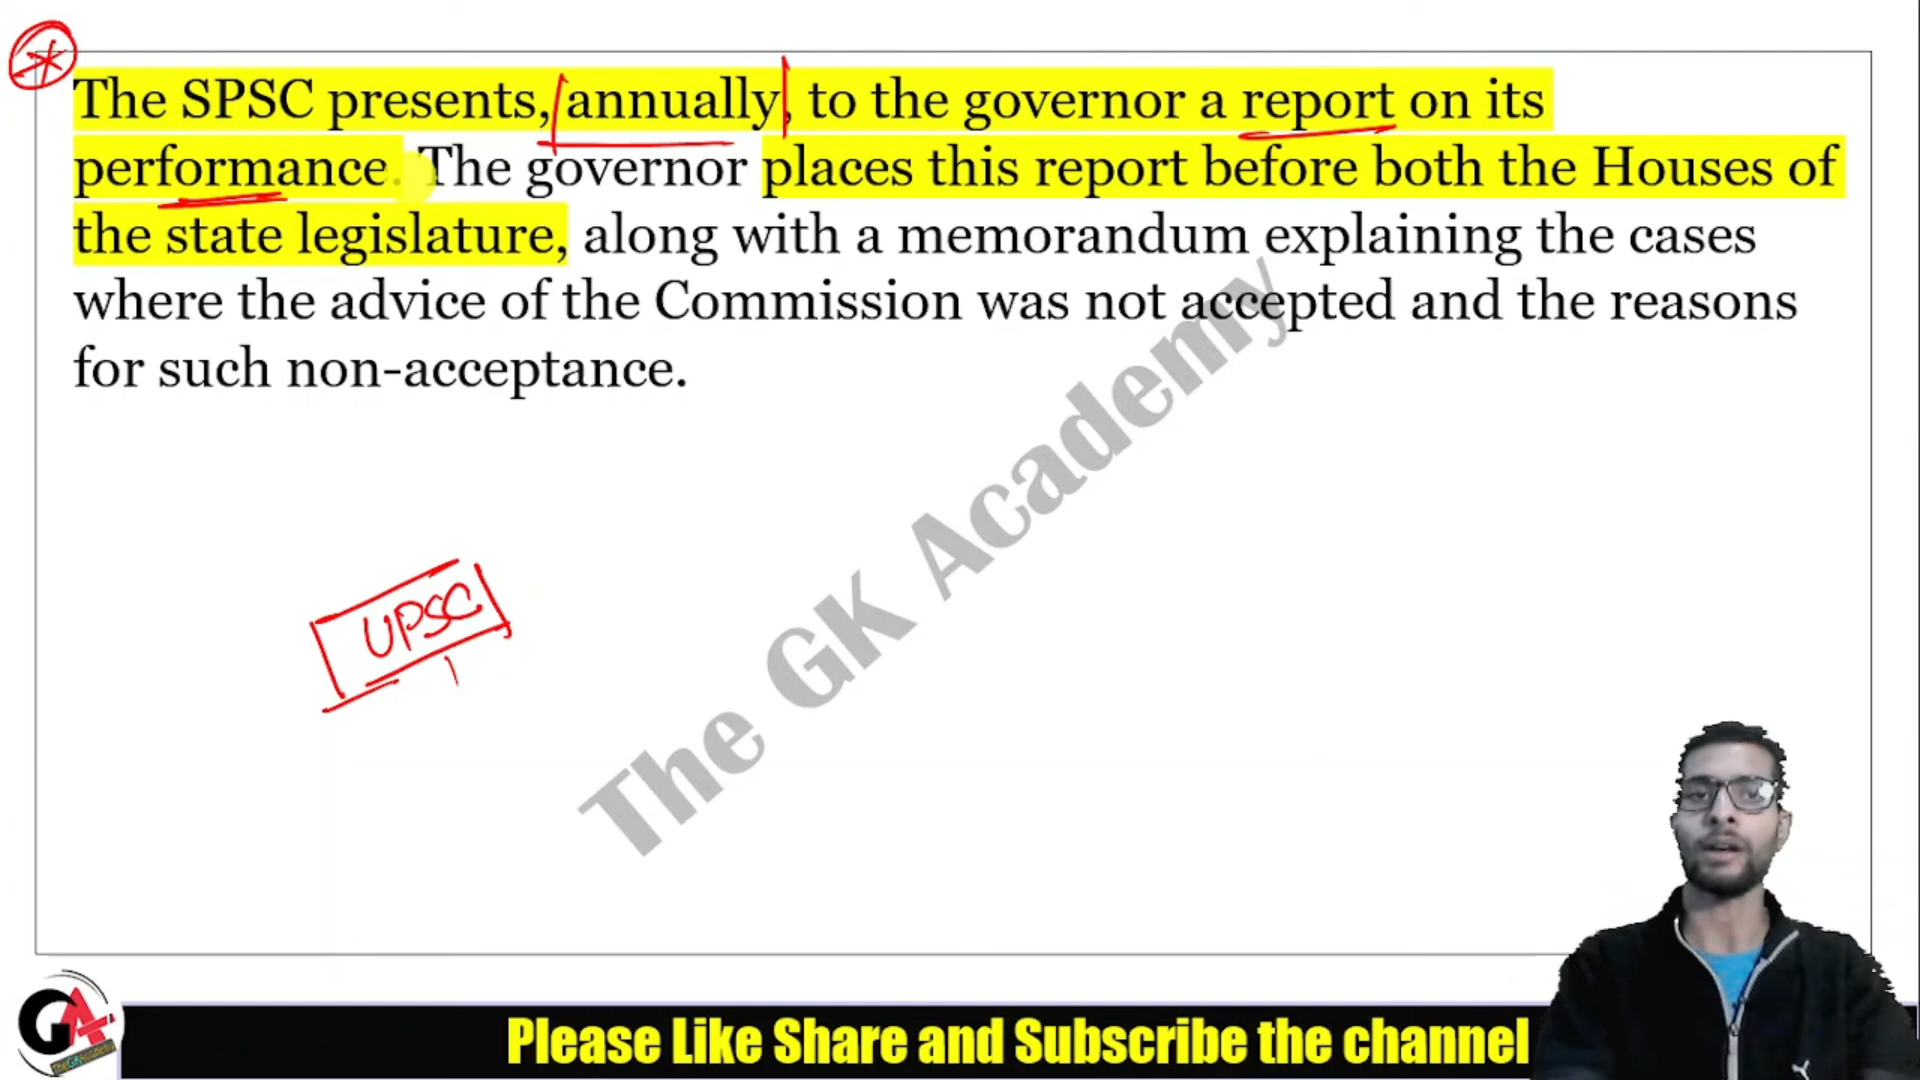 The SPSC presents, annually, to the governor a report on its
performance. The governor places this report before both the Houses of
the state legislature, along with a memorandum explaining the cases
where the advice of the Commission was not accepted and the reasons
for such non-acceptance.
The GK Academy
UPSC
GA
Please Like Share and Subscribe the channel